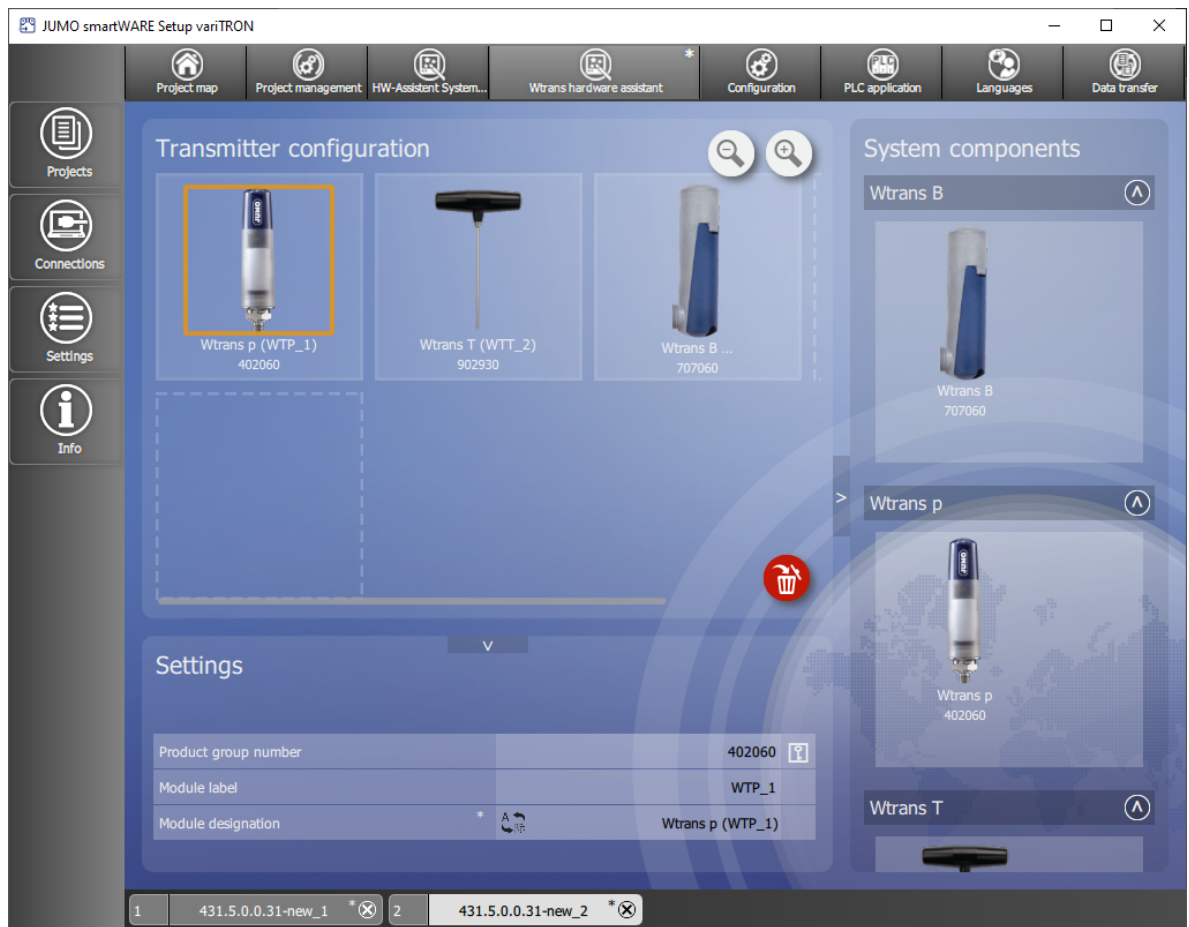 JUMO smartWARE Setup variTRON
Project map
Project management
HW-Assistent System...
Wtrans hardware assistant
*
Configuration
PLC
PLC application
Languages
Data transfer
Projects
Connections
Settings
Info
Transmitter configuration
JUMO
Wtrans p (WTP_1)
402060
Wtrans T (WTT_2)
902930
Wtrans B ...
707060
System components
Wtrans B
Wtrans B
707060
>
Wtrans p
JUMO
Wtrans p
402060
Wtrans T
Settings
Product group number 402060
Module label WTP_1
Module designation * A Wtrans p (WTP_1)
1 431.5.0.0.31-new_1 *
2 431.5.0.0.31-new_2 *